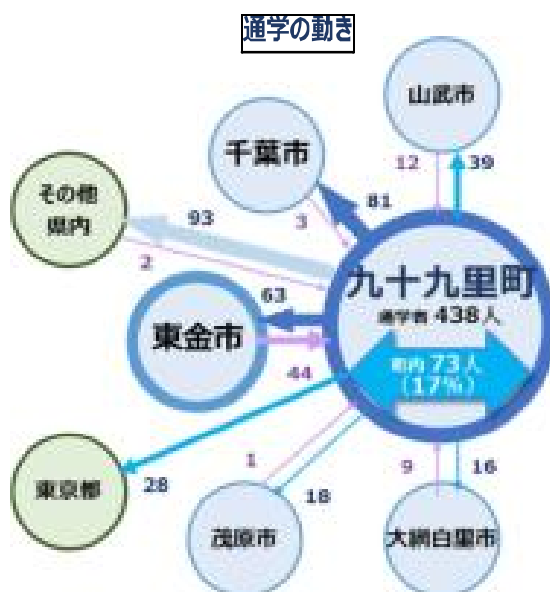 通学の動き
山武市
12
39
千葉市
81
3
その他
県内
93
2
九十九里町
通学者 438人
63
東金市
44
町内 73人
(17%)
東京都
28
1
18
茂原市
9
16
大網白里市